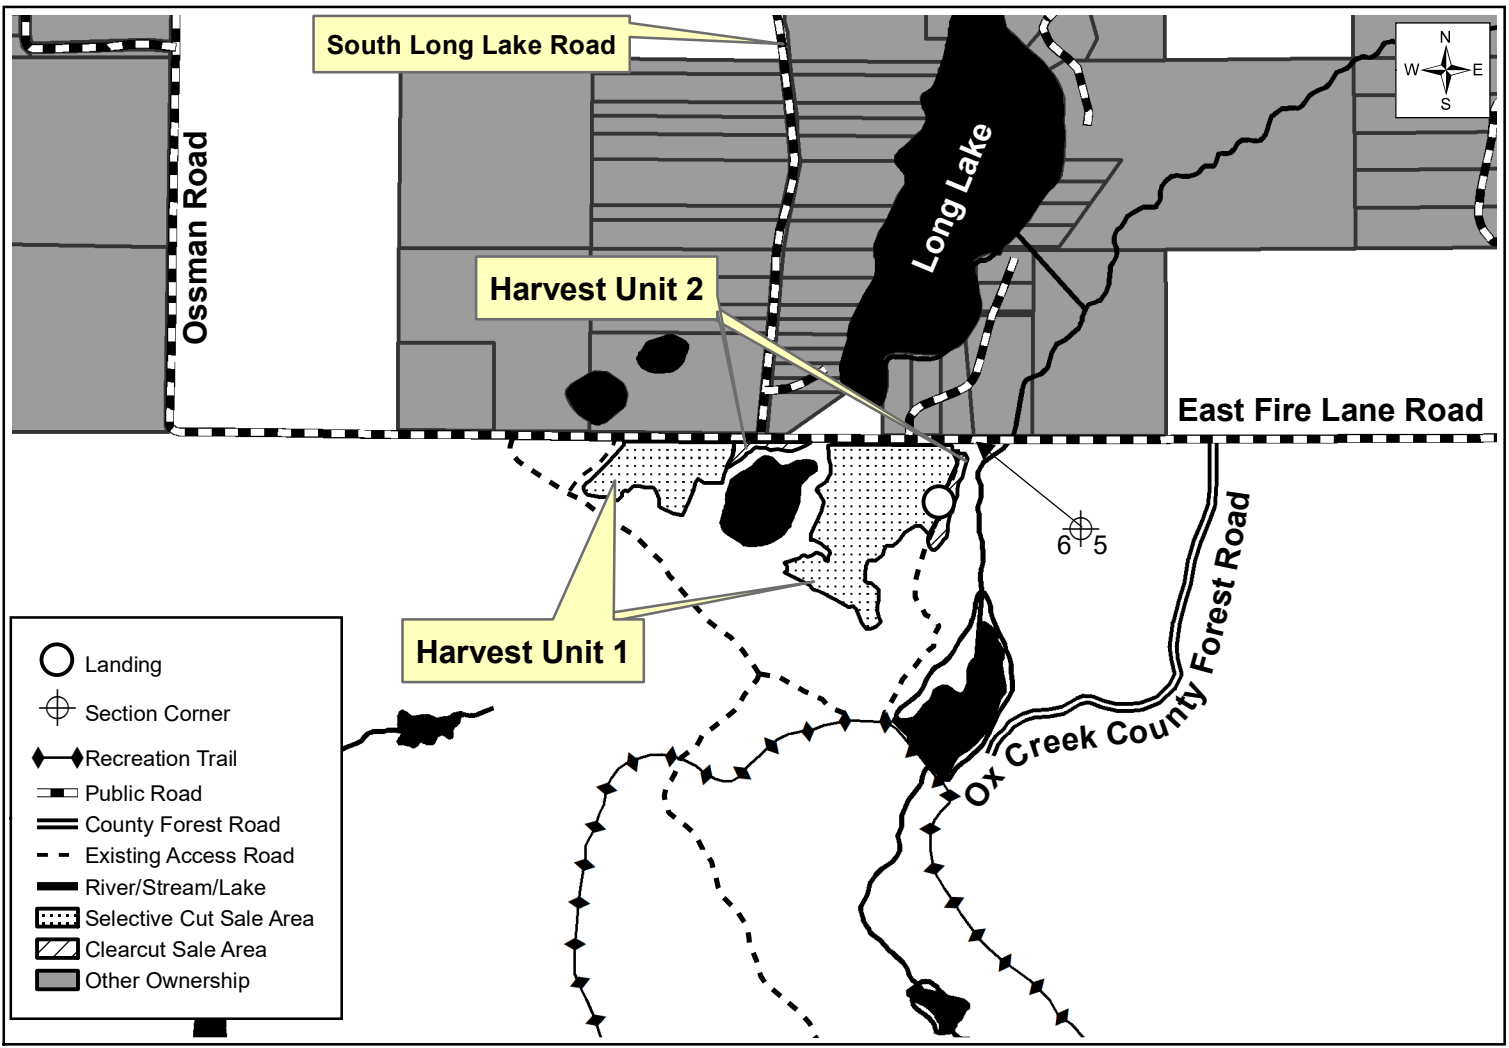 South Long Lake Road
N
W E
S
Ossman Road
Long Lake
Harvest Unit 2
East Fire Lane Road
6 5
Ox Creek County Forest Road
Harvest Unit 1
Landing
Section Corner
Recreation Trail
Public Road
County Forest Road
Existing Access Road
River/Stream/Lake
Selective Cut Sale Area
Clearcut Sale Area
Other Ownership